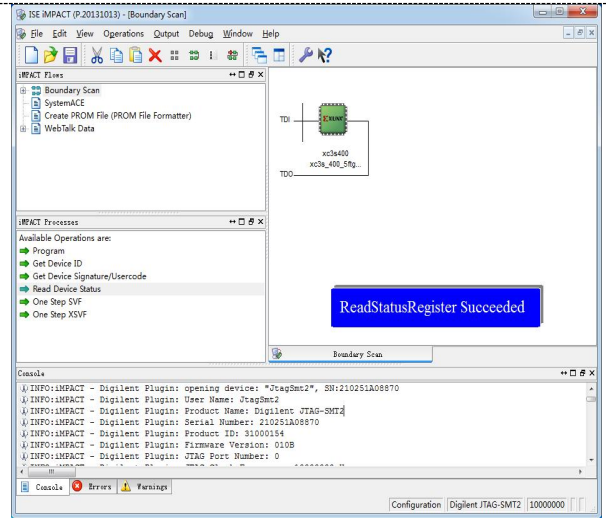 ISE iMPACT (P.20131013) - [Boundary Scan]
File Edit View Operations Output Debug Window Help
iMPACT Flows
Boundary Scan
SystemACE
Create PROM File (PROM File Formatter)
WebTalk Data
TDI
XILINX
xc3s400
xc3s_400_5ftg...
TDO
iMPACT Processes
Available Operations are:
Program
Get Device ID
Get Device Signature/Usercode
Read Device Status
One Step SVF
One Step XSVF
ReadStatusRegister Succeeded
Boundary Scan
Console
INFO:iMPACT - Digilent Plugin: opening device: "JtagSmt2", SN:210251A08870
INFO:iMPACT - Digilent Plugin: User Name: JtagSmt2
INFO:iMPACT - Digilent Plugin: Product Name: Digilent JTAG-SMT2
INFO:iMPACT - Digilent Plugin: Serial Number: 210251A08870
INFO:iMPACT - Digilent Plugin: Product ID: 31000154
INFO:iMPACT - Digilent Plugin: Firmware Version: 010B
INFO:iMPACT - Digilent Plugin: JTAG Port Number: 0
Console Errors Warnings
Configuration Digilent JTAG-SMT2 10000000